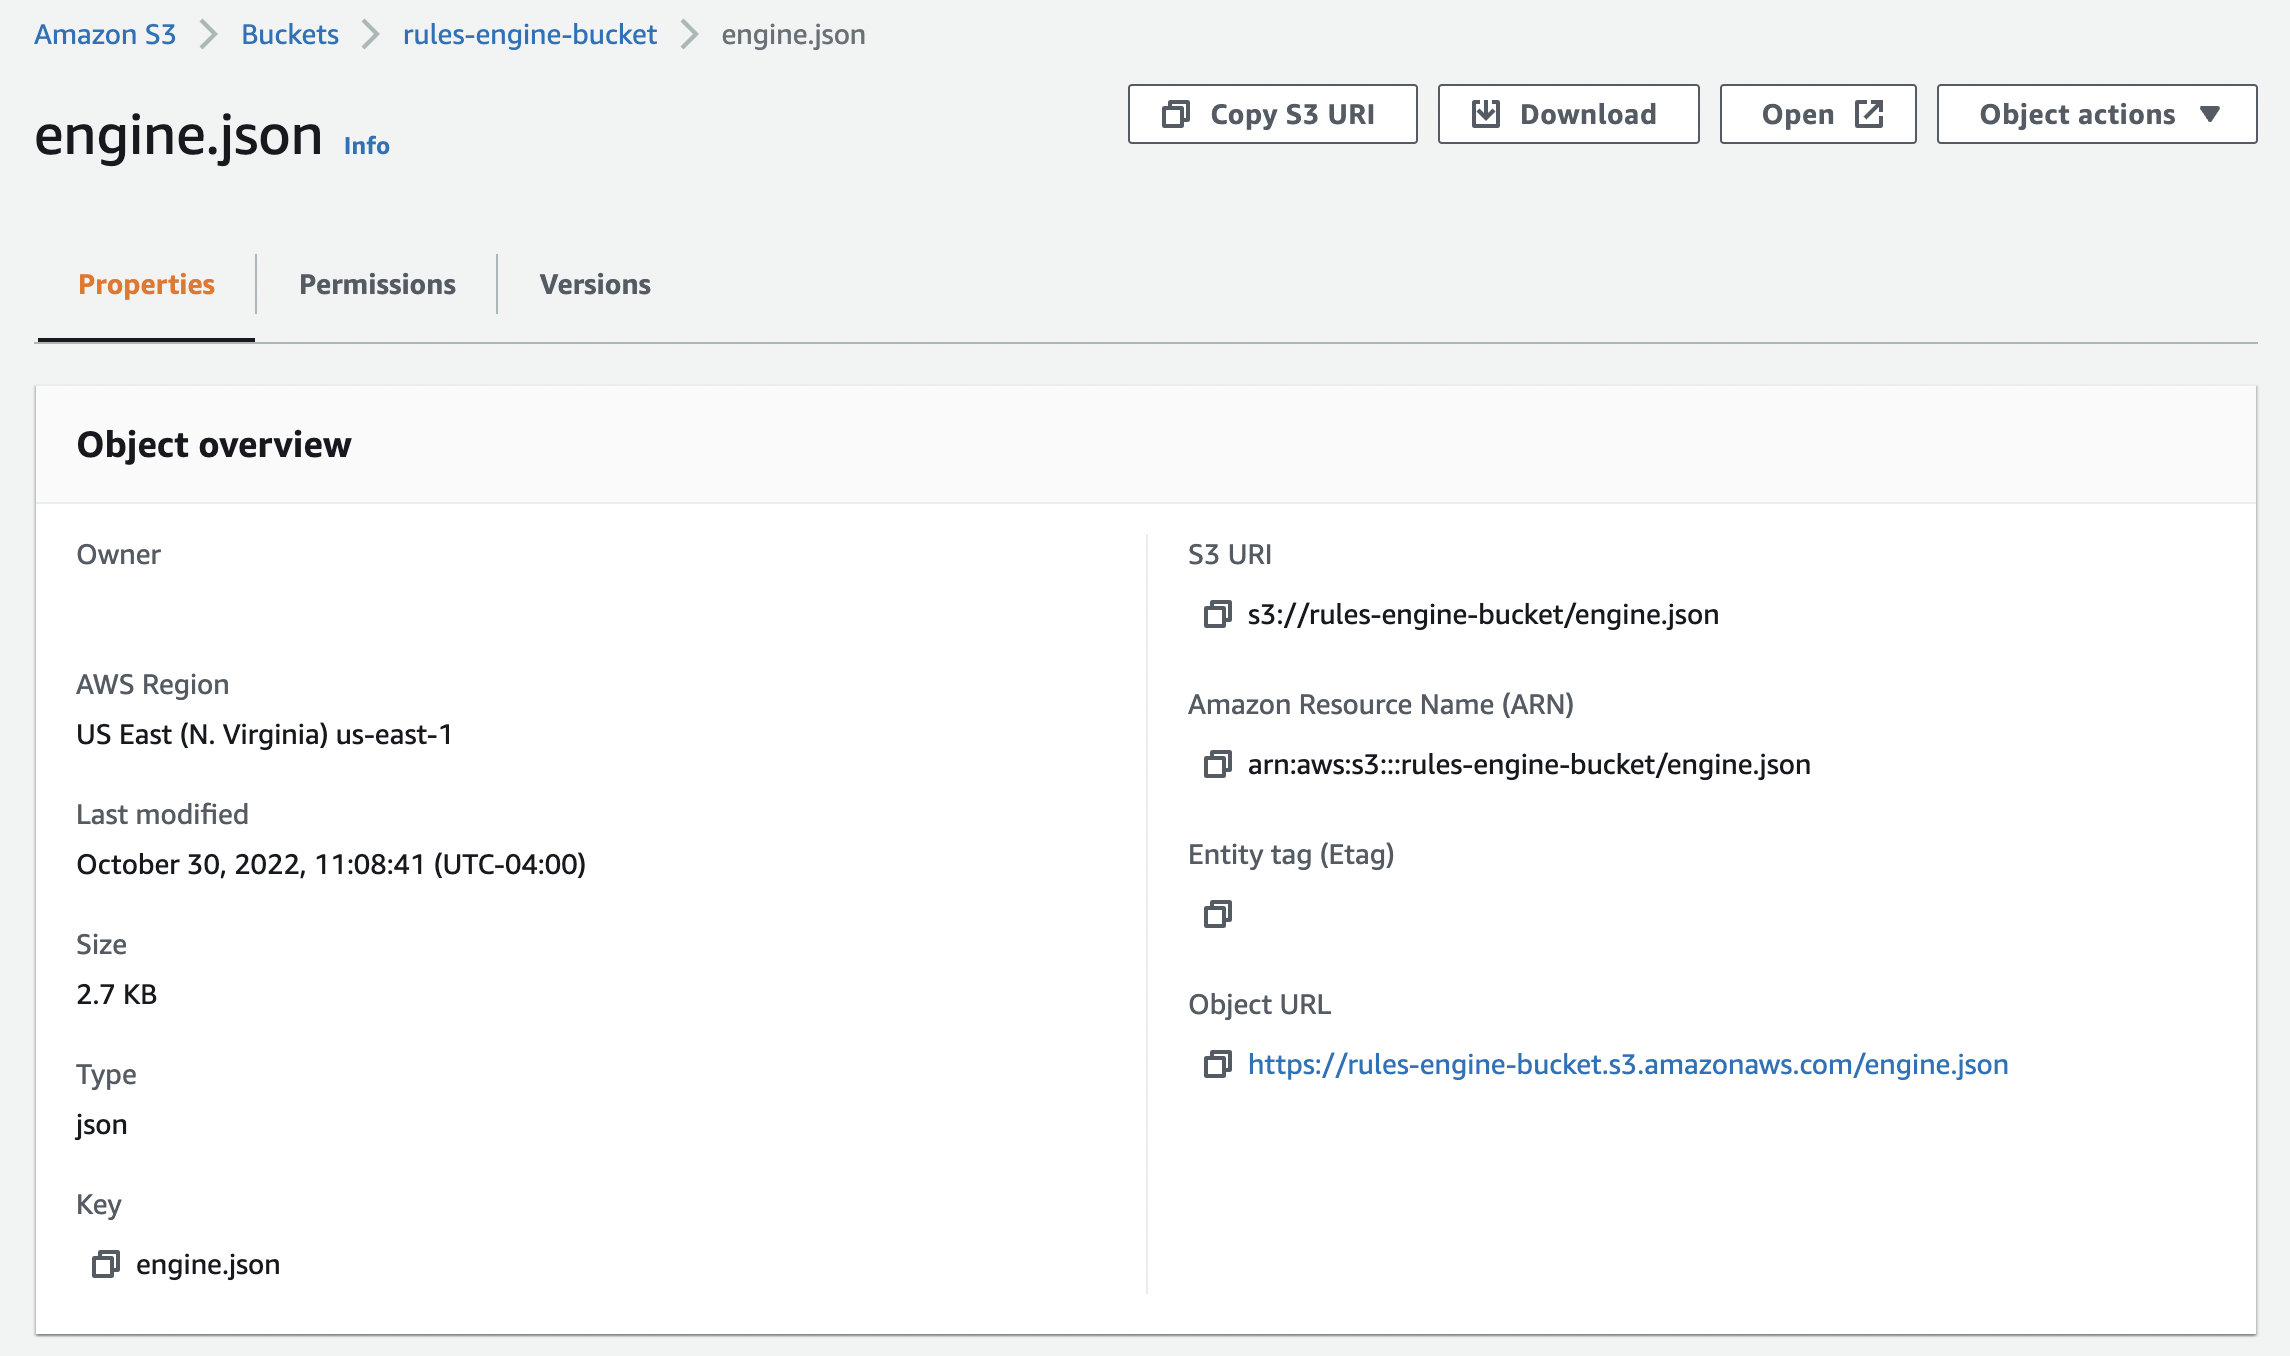 Amazon S3 > Buckets > rules-engine-bucket > engine.json
engine.json Info
Copy S3 URI Download Open Object actions
Properties Permissions Versions
Object overview
Owner
AWS Region
US East (N. Virginia) us-east-1
Last modified
October 30, 2022, 11:08:41 (UTC-04:00)
Size
2.7 KB
Type
json
Key
engine.json
S3 URI
s3://rules-engine-bucket/engine.json
Amazon Resource Name (ARN)
arn:aws:s3:::rules-engine-bucket/engine.json
Entity tag (Etag)
Object URL
https://rules-engine-bucket.s3.amazonaws.com/engine.json